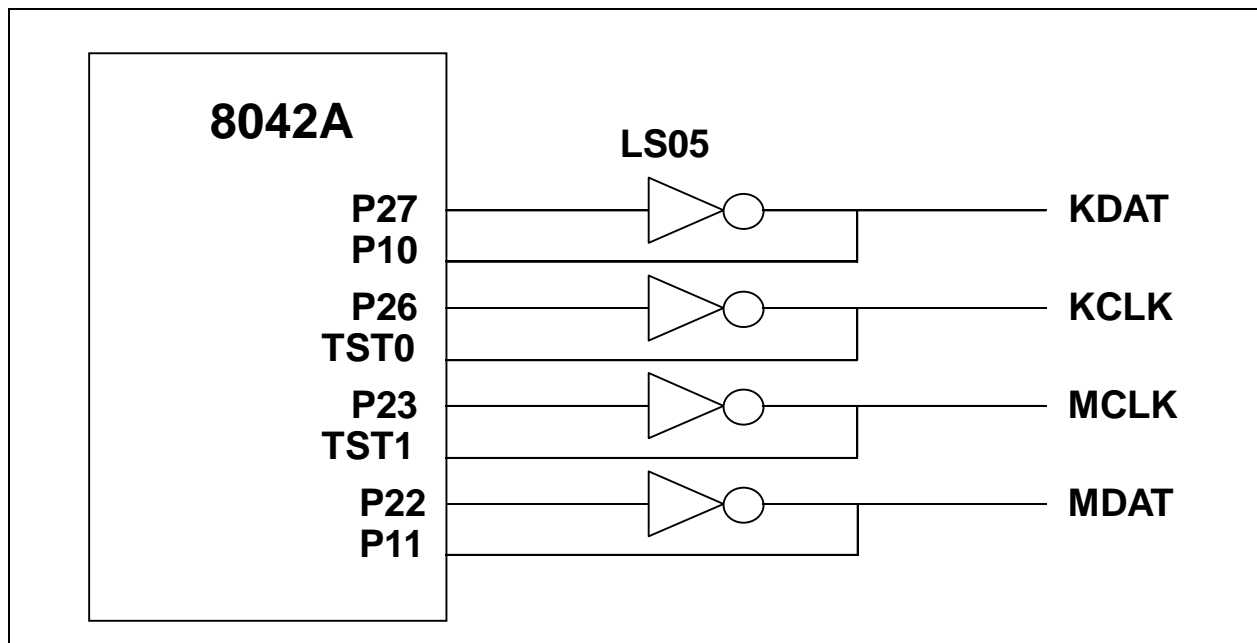 8042A
LS05
P27
KDAT
P10
P26
KCLK
TST0
P23
MCLK
TST1
P22
MDAT
P11